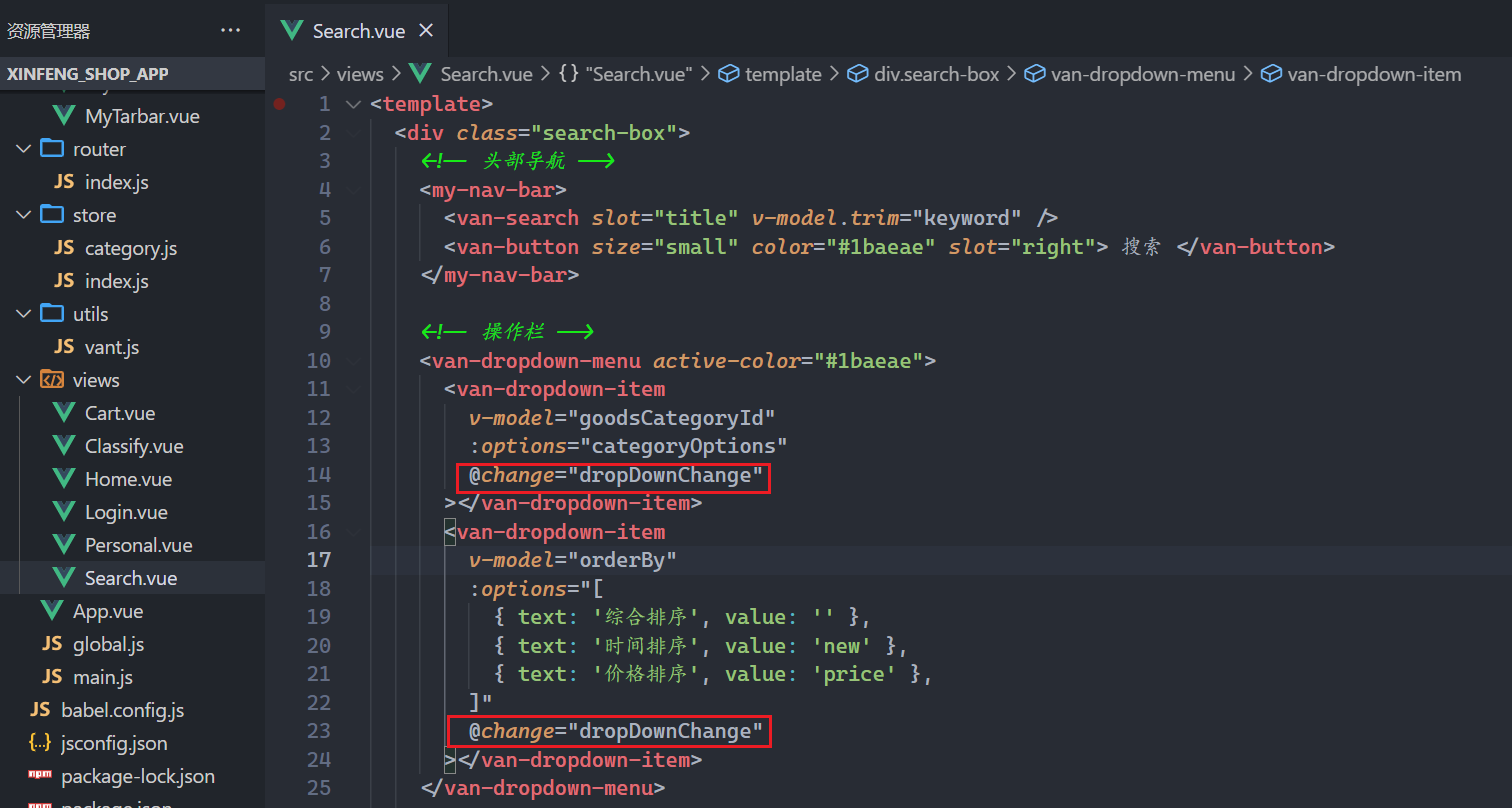 资源管理器 ···
XINFENG_SHOP_APP
MyTarbar.vue
router
JS index.js
store
JS category.js
JS index.js
utils
JS vant.js
views
Cart.vue
Classify.vue
Home.vue
Login.vue
Personal.vue
Search.vue
App.vue
JS global.js
JS main.js
JS babel.config.js
{..} jsconfig.json
npm package-lock.json
package.json
Search.vue ×
src > views > Search.vue > {} "Search.vue" > template > div.search-box > van-dropdown-menu > van-dropdown-item
1 <template>
2 <div class="search-box">
3 <!-- 头部导航 -->
4 <my-nav-bar>
5 <van-search slot="title" v-model.trim="keyword" />
6 <van-button size="small" color="#1baeae" slot="right"> 搜索 </van-button>
7 </my-nav-bar>
8
9 <!-- 操作栏 -->
10 <van-dropdown-menu active-color="#1baeae">
11 <van-dropdown-item
12 v-model="goodsCategoryId"
13 :options="categoryOptions"
14 @change="dropDownChange"
15 ></van-dropdown-item>
16 <van-dropdown-item
17 v-model="orderBy"
18 :options="[
19 { text: '综合排序', value: '' },
20 { text: '时间排序', value: 'new' },
21 { text: '价格排序', value: 'price' },
22 ]"
23 @change="dropDownChange"
24 ></van-dropdown-item>
25 </van-dropdown-menu>